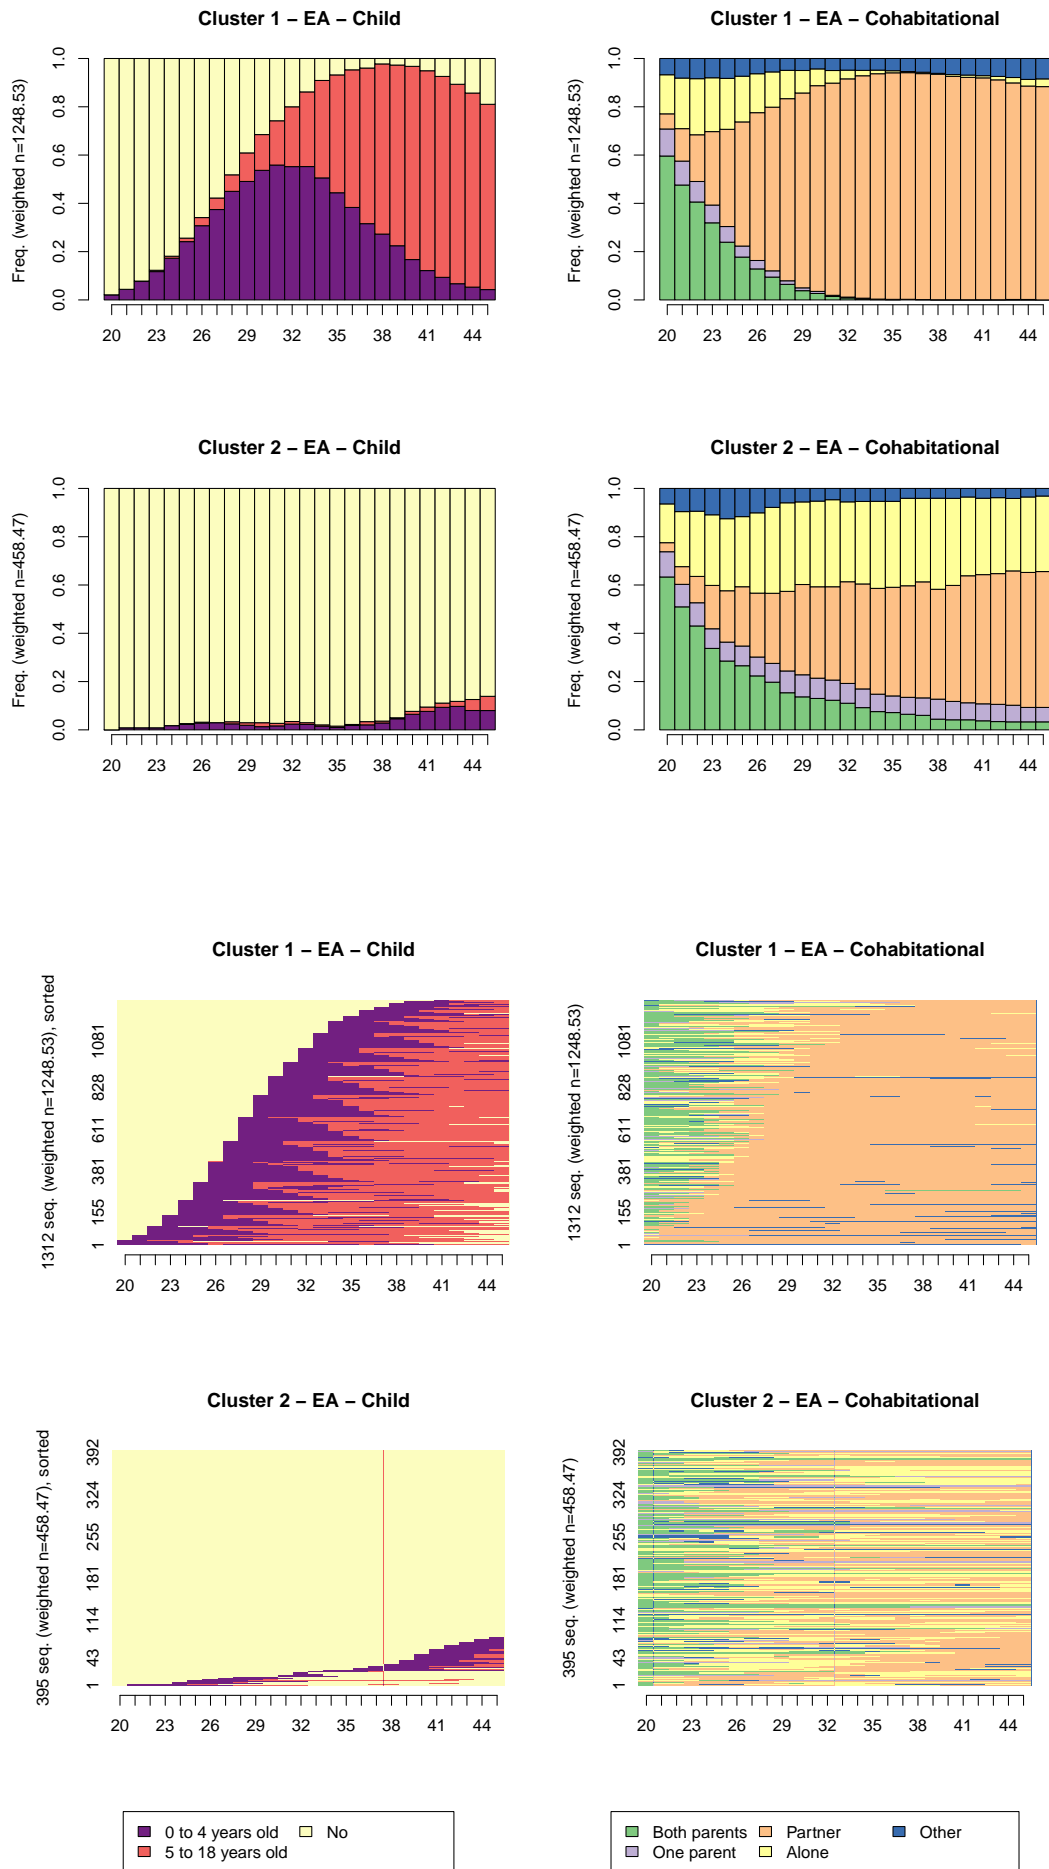 Cluster 1 − EA − Child
Cluster 1 − EA − Cohabitational
Freq. (weighted n=1248.53)
0.0 0.2 0.4 0.6 0.8 1.0
20 23 26 29 32 35 38 41 44
Freq. (weighted n=1248.53)
0.0 0.2 0.4 0.6 0.8 1.0
20 23 26 29 32 35 38 41 44
Cluster 2 − EA − Child
Cluster 2 − EA − Cohabitational
Freq. (weighted n=458.47)
0.0 0.2 0.4 0.6 0.8 1.0
20 23 26 29 32 35 38 41 44
Freq. (weighted n=458.47)
0.0 0.2 0.4 0.6 0.8 1.0
20 23 26 29 32 35 38 41 44
Cluster 1 − EA − Child
Cluster 1 − EA − Cohabitational
1312 seq. (weighted n=1248.53), sorted
1 155 381 611 828 1081
20 23 26 29 32 35 38 41 44
1312 seq. (weighted n=1248.53)
1 155 381 611 828 1081
20 23 26 29 32 35 38 41 44
Cluster 2 − EA − Child
Cluster 2 − EA − Cohabitational
395 seq. (weighted n=458.47), sorted
1 43 114 181 255 324 392
20 23 26 29 32 35 38 41 44
395 seq. (weighted n=458.47)
1 43 114 181 255 324 392
20 23 26 29 32 35 38 41 44
0 to 4 years old No
5 to 18 years old
Both parents Partner Other
One parent Alone